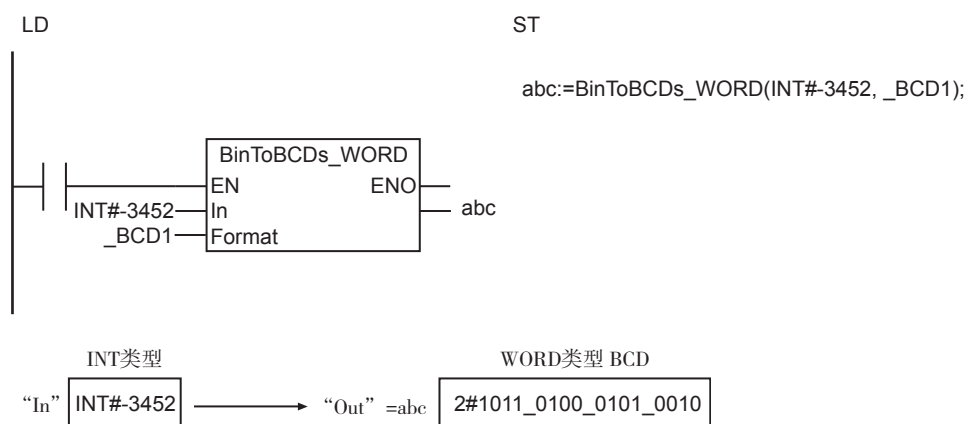 LD
ST
abc:=BinToBCDs_WORD(INT#-3452, _BCD1);
BinToBCDs_WORD
EN ENO
INT#-3452 In abc
_BCD1 Format
INT类型 WORD类型 BCD
“In” INT#-3452 “Out” =abc 2#1011_0100_0101_0010